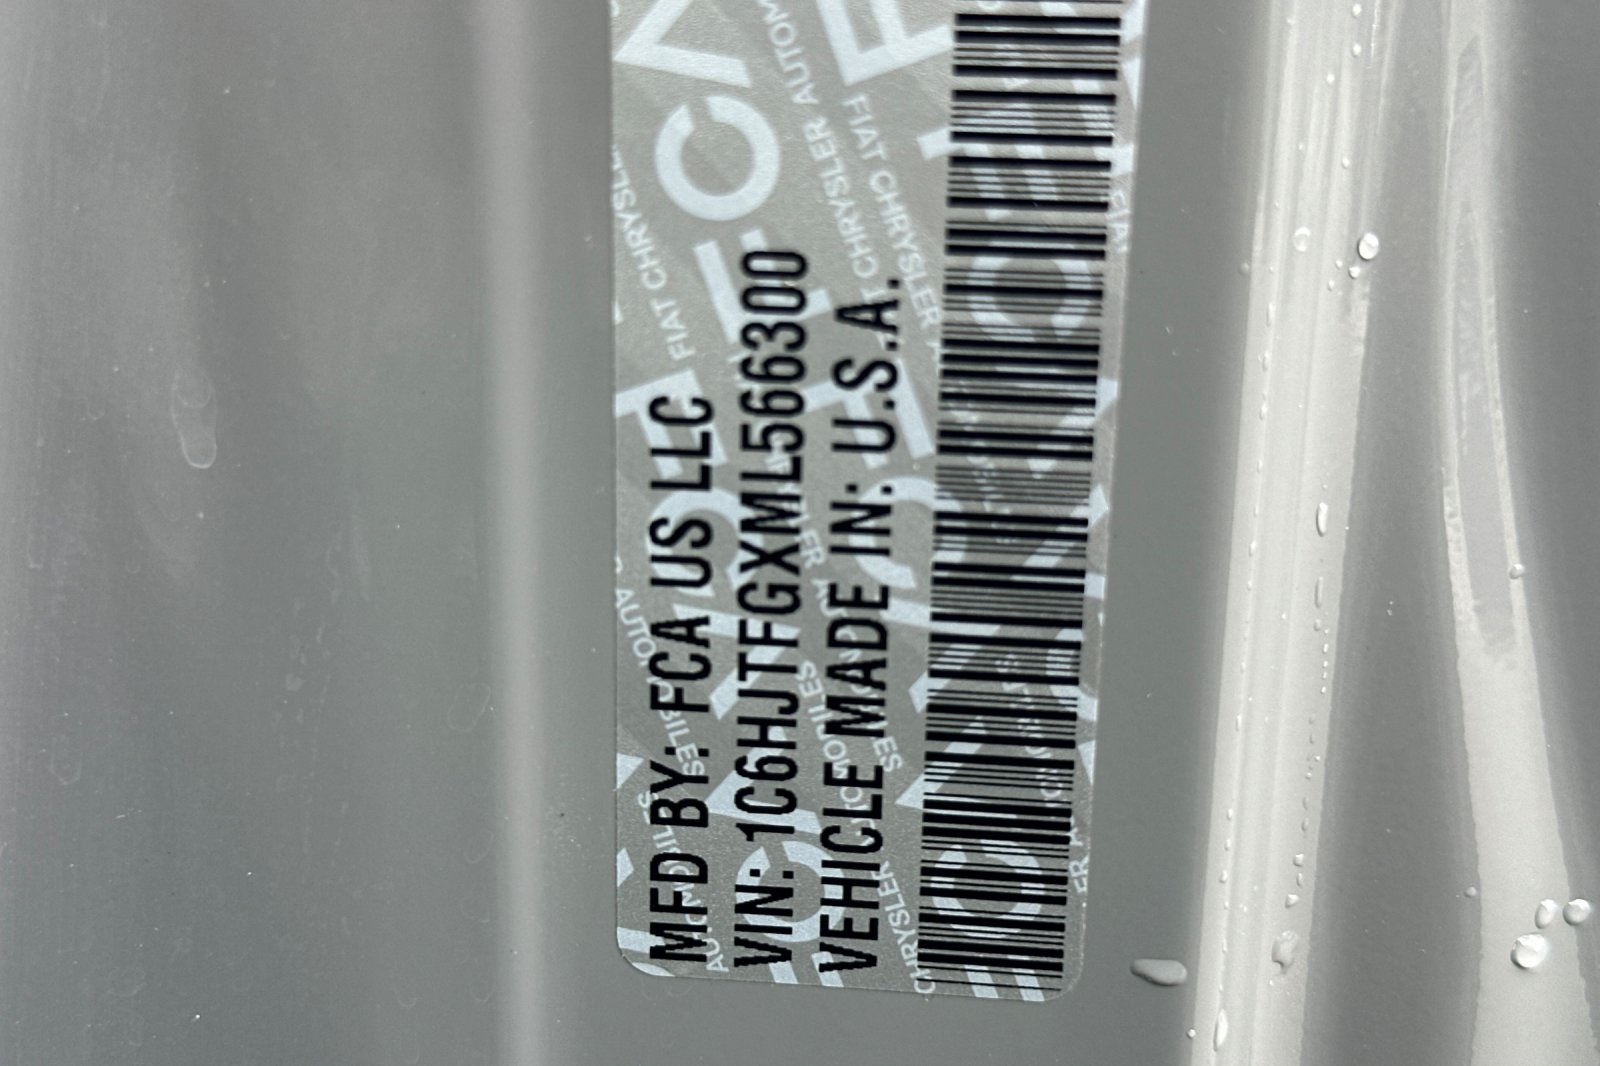 MFD BY: FCA US LLC
VIN: 1C6HJTFGXML566300
VEHICLE MADE IN: U.S.A.